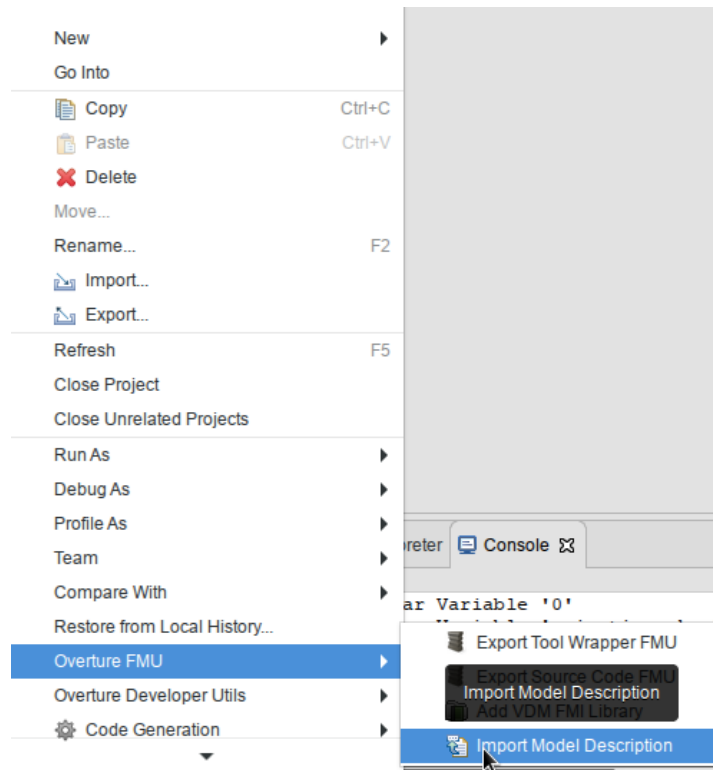 New
Go Into
Copy Ctrl+C
Paste Ctrl+V
Delete
Move...
Rename... F2
Import...
Export...
Refresh F5
Close Project
Close Unrelated Projects
Run As
Debug As
Profile As
Team
Compare With
Restore from Local History...
Overture FMU
Overture Developer Utils
Code Generation
reter Console
ar Variable '0'
Export Tool Wrapper FMU
Export Source Code FMU
Import Model Description
Add VDM FMI Library
Import Model Description